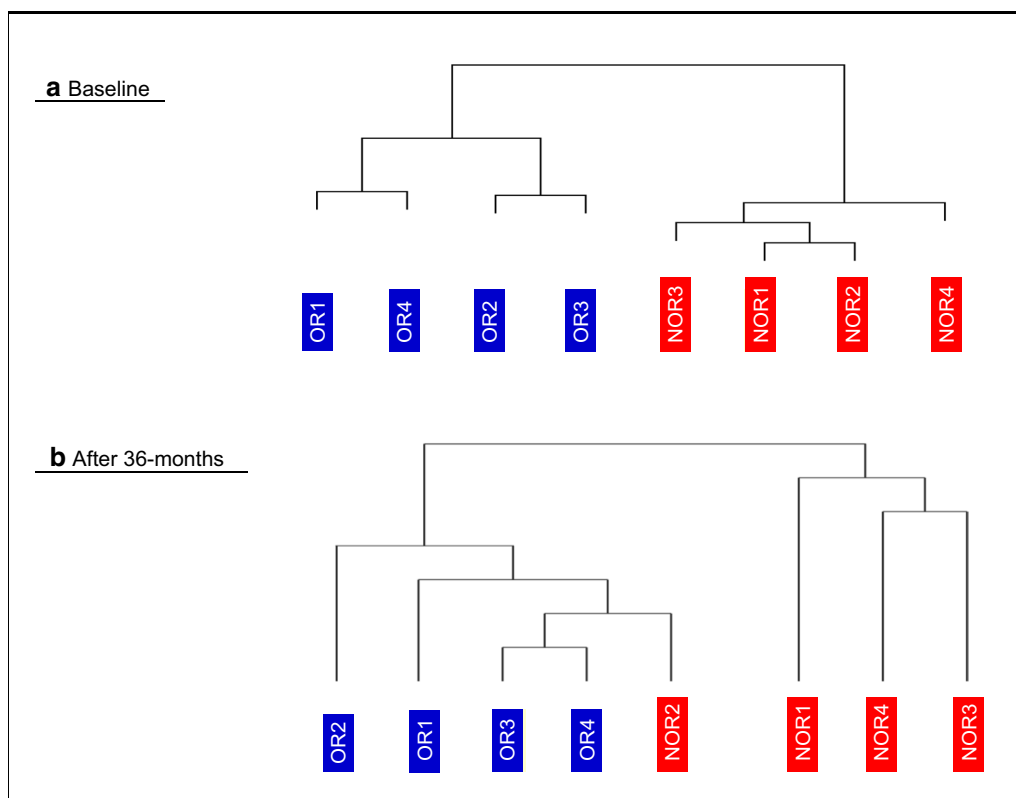 a Baseline
OR1 OR4 OR2 OR3 NOR3 NOR1 NOR2 NOR4
b After 36-months
OR2 OR1 OR3 OR4 NOR2 NOR1 NOR4 NOR3